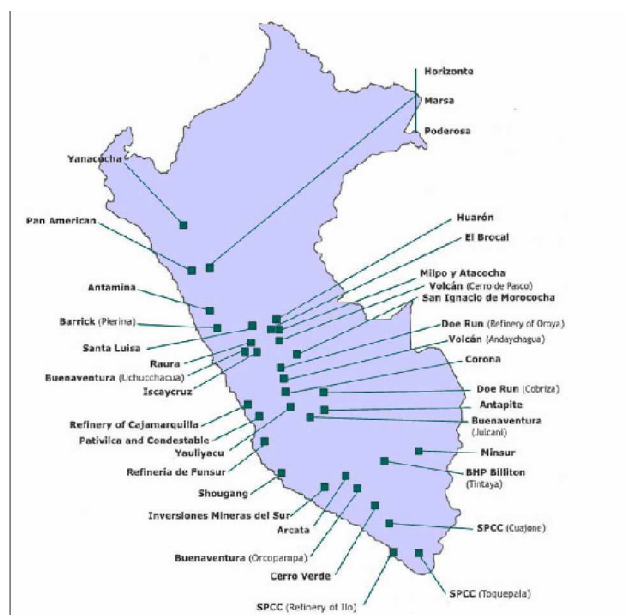 Horizonte
Marsa
Poderosa
Yanacocha
Pan American
Huarón
El Brocal
Milpo y Atacocha
Volcán (Cerro de Pasco)
San Ignacio de Morococha
Antamina
Barrick (Pierina)
Doe Run (Refinery of Oroya)
Volcán (Andaychagua)
Santa Luisa
Raura
Corona
Buenaventura (Uchucchacua)
Iscaycruz
Doe Run (Cobriza)
Antapite
Buenaventura
(Julcani)
Refinery of Cajamarquilla
Pativilca and Condestable
Yauliyacu
Minsur
Refinería de Funsur
BHP Billiton
(Tintaya)
Shougang
Inversiones Mineras del Sur
Arcata
SPCC (Cuajone)
Buenaventura (Orcopampa)
Cerro Verde
SPCC (Toquepala)
SPCC (Refinery of Ilo)